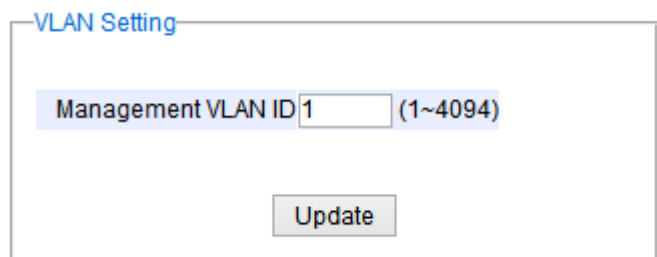 VLAN Setting
Management VLAN ID 1 (1~4094)
Update